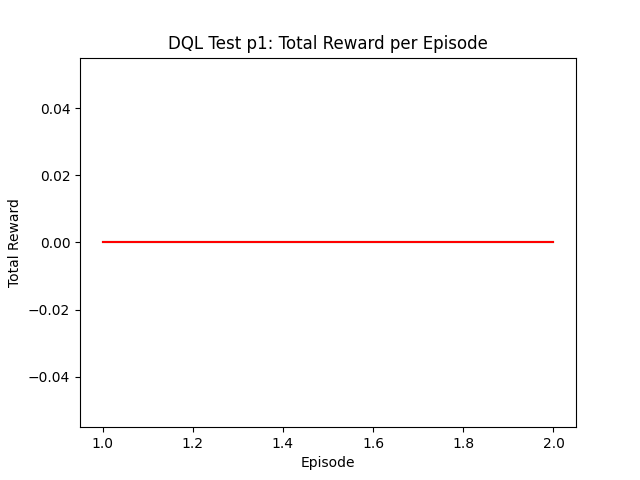 DQL Test p1: Total Reward per Episode
0.04
0.02
0.00
−0.02
−0.04
Total Reward
1.0 1.2 1.4 1.6 1.8 2.0
Episode